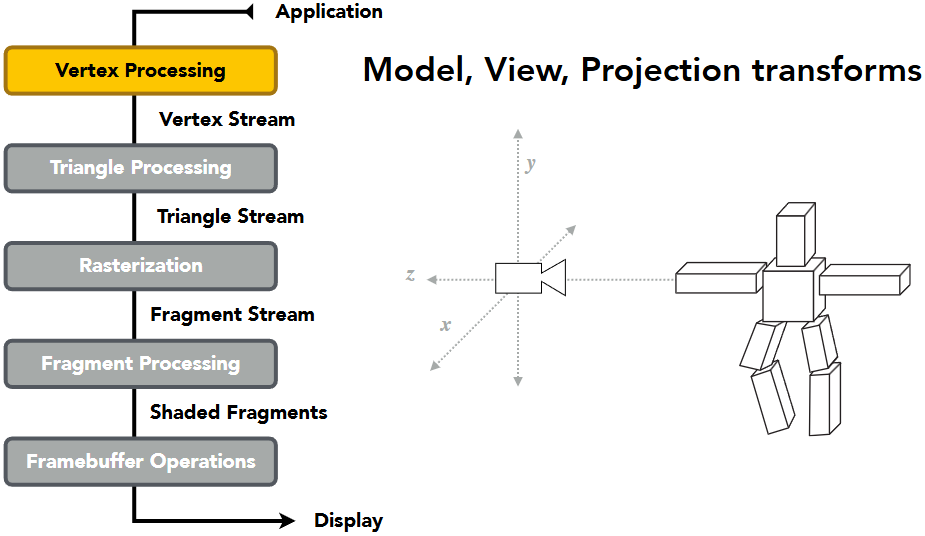 Application
Vertex Processing
Model, View, Projection transforms
Vertex Stream
Triangle Processing
Triangle Stream
Rasterization
Fragment Stream
Fragment Processing
Shaded Fragments
Framebuffer Operations
Display
y
z
x